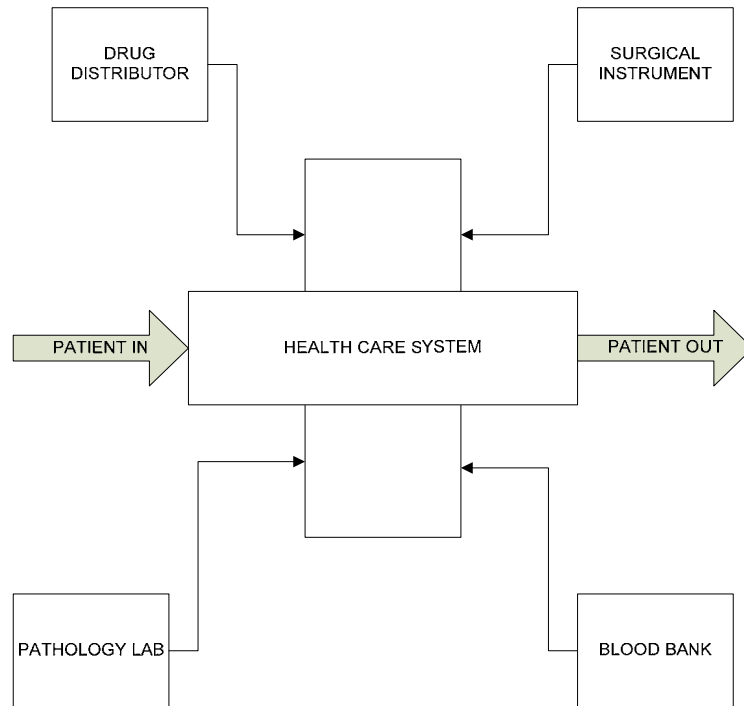 DRUG
DISTRIBUTOR
SURGICAL
INSTRUMENT
PATIENT IN
HEALTH CARE SYSTEM
PATIENT OUT
PATHOLOGY LAB
BLOOD BANK